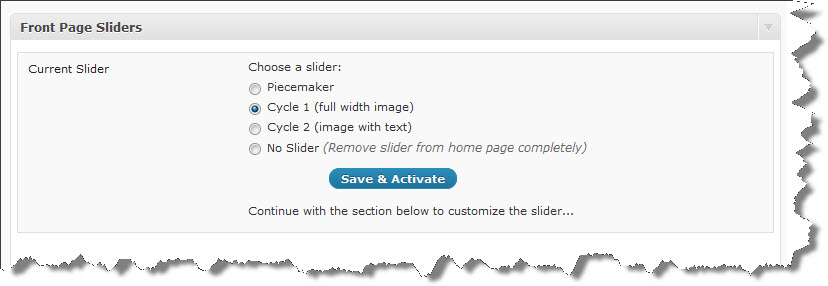 Front Page Sliders
Current Slider
Choose a slider:
Piecemaker
Cycle 1 (full width image)
Cycle 2 (image with text)
No Slider (Remove slider from home page completely)
Save & Activate
Continue with the section below to customize the slider...